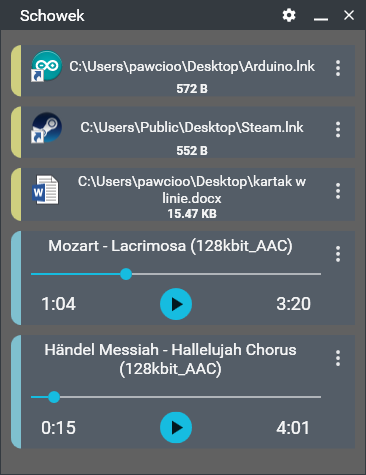 Schowek
C:\Users\pawcioo\Desktop\Arduino.lnk
572 B
C:\Users\Public\Desktop\Steam.lnk
552 B
C:\Users\pawcioo\Desktop\kartak w
linie.docx
15.47 KB
Mozart - Lacrimosa (128kbit_AAC)
1:04
3:20
Händel Messiah - Hallelujah Chorus
(128kbit_AAC)
0:15
4:01